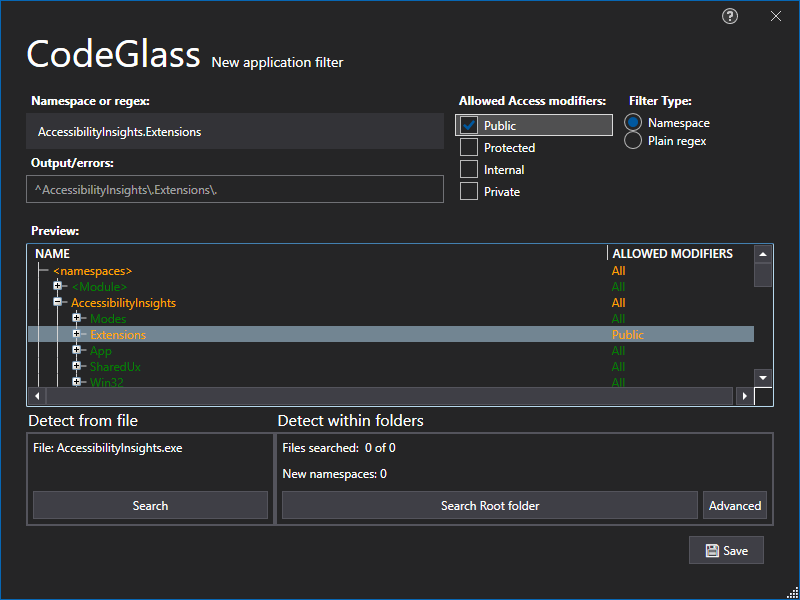 CodeGlass New application filter
Namespace or regex:
AccessibilityInsights.Extensions
Output/errors:
^AccessibilityInsights\.Extensions\.
Allowed Access modifiers:
Public
Protected
Internal
Private
Filter Type:
Namespace
Plain regex
Preview:
NAME ALLOWED MODIFIERS
<namespaces> All
<Module> All
AccessibilityInsights All
Modes All
Extensions Public
App All
SharedUx All
Win32 All
Detect from file
File: AccessibilityInsights.exe
Search
Detect within folders
Files searched: 0 of 0
New namespaces: 0
Search Root folder
Advanced
Save